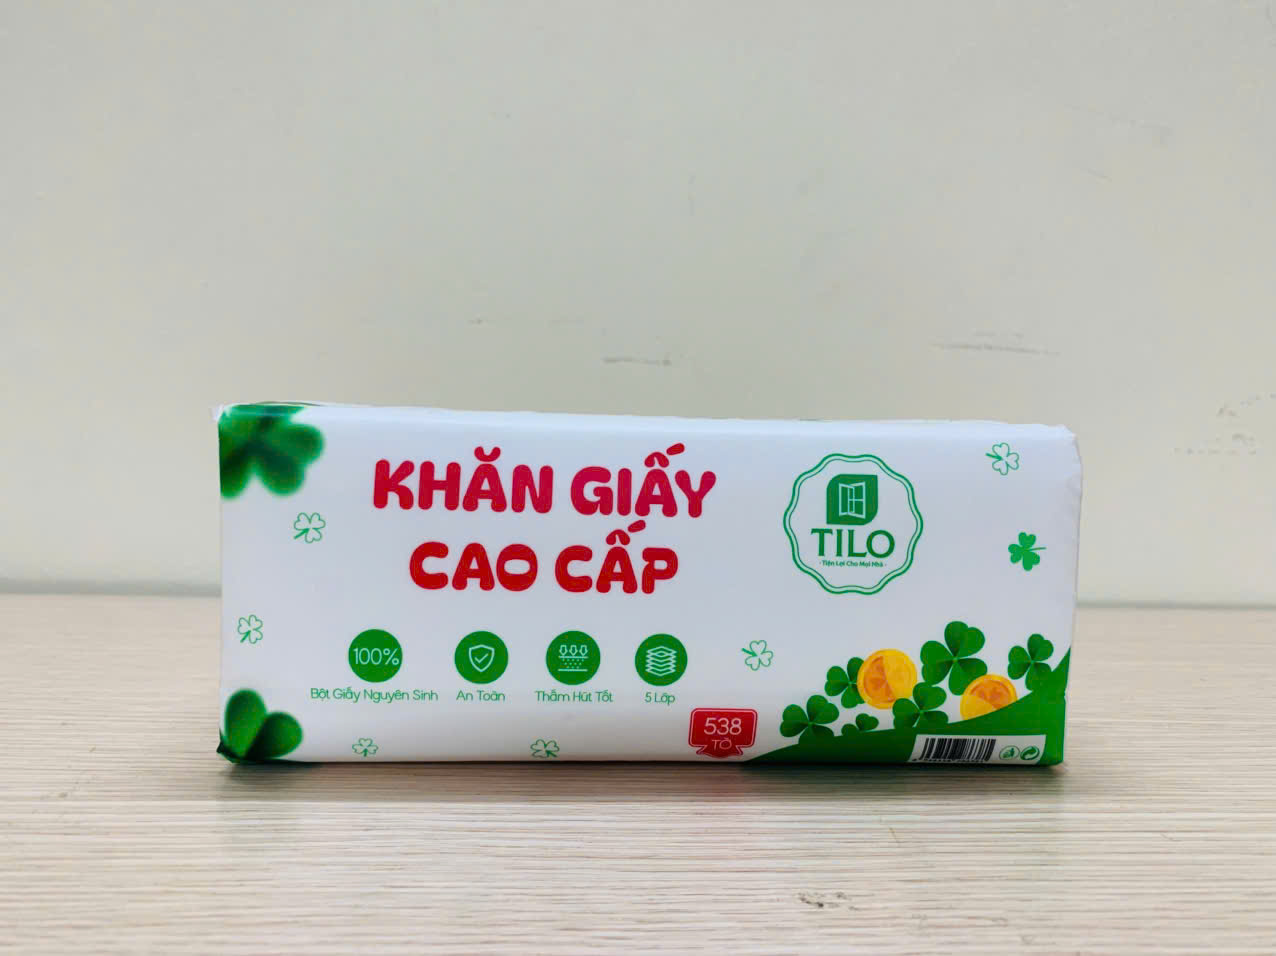 KHĂN GIẤY
CAO CẤP
TILO
- Tiện Lợi Cho Mọi Nhà -
100%
Bột Giấy Nguyên Sinh
An Toàn
Thấm Hút Tốt
5 Lớp
538
TỜ